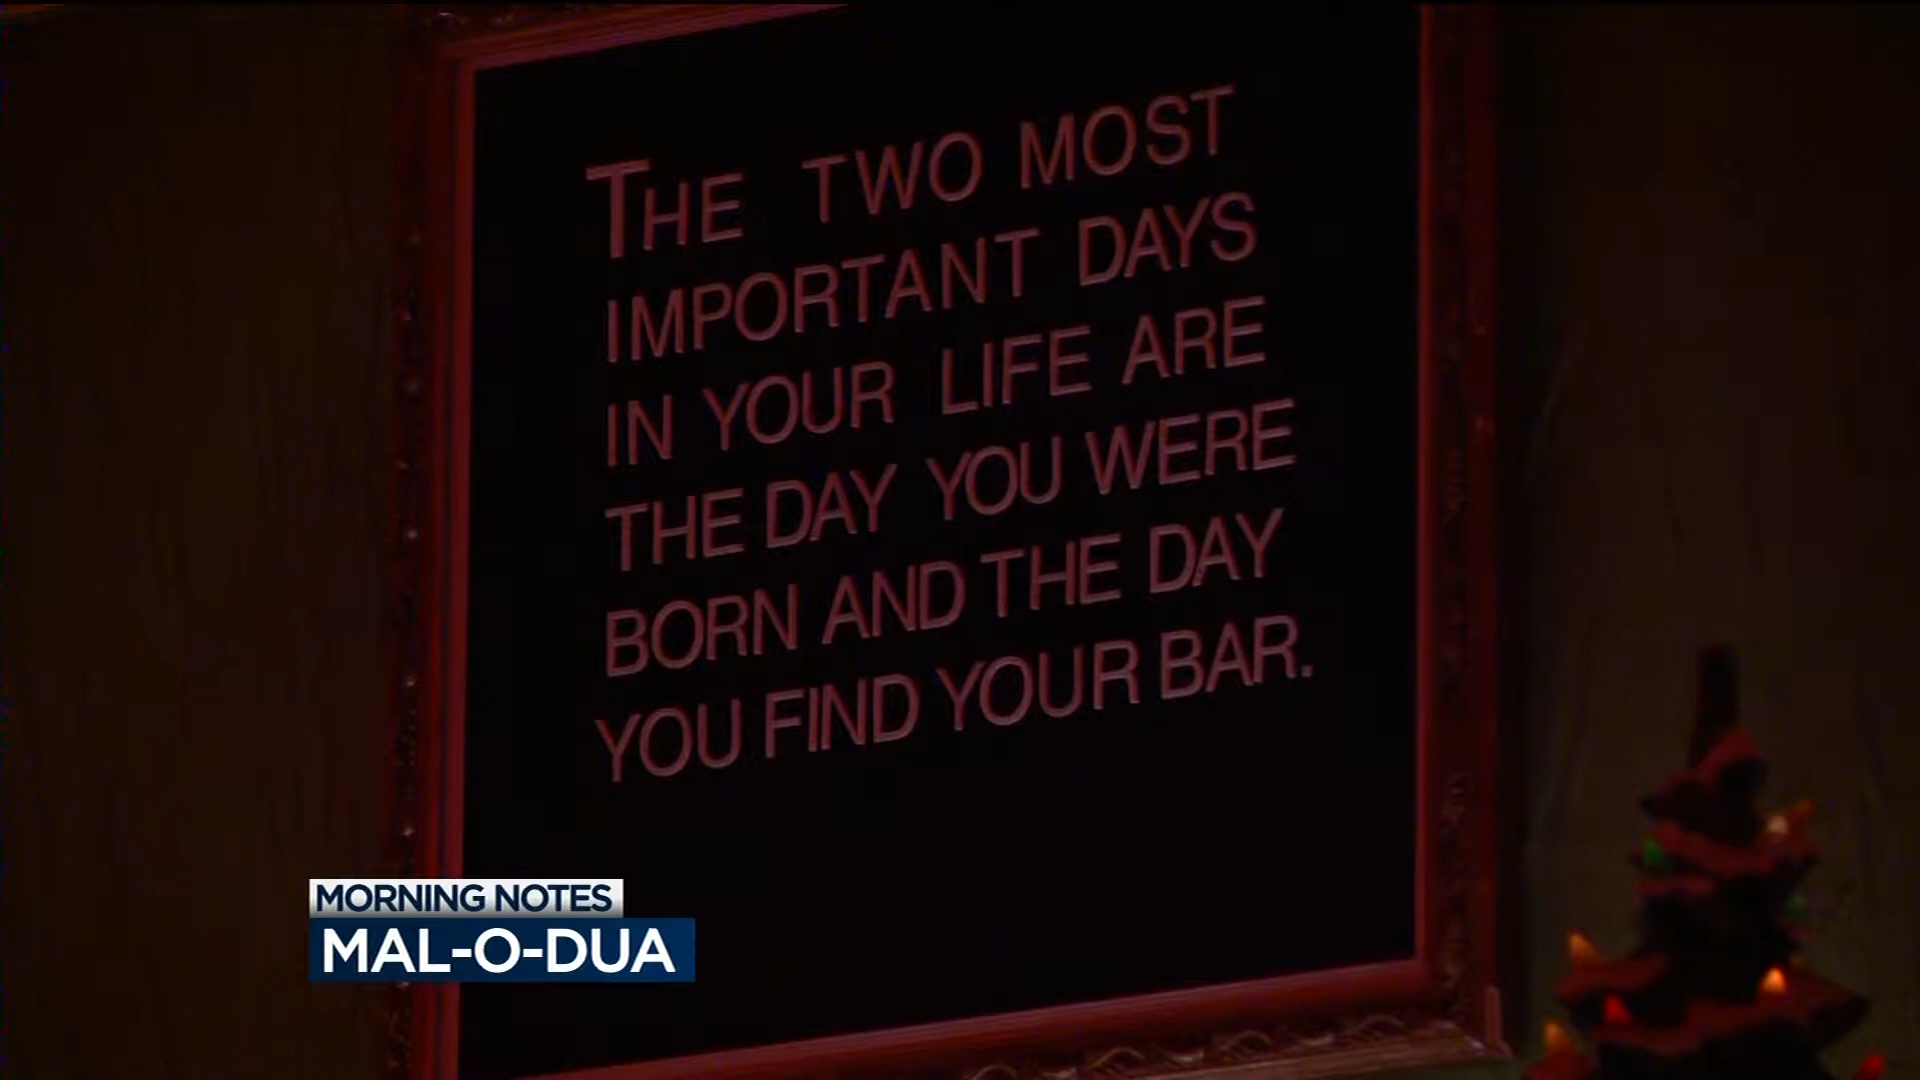 THE TWO MOST
IMPORTANT DAYS
IN YOUR LIFE ARE
THE DAY YOU WERE
BORN AND THE DAY
YOU FIND YOUR BAR.
MORNING NOTES
MAL-O-DUA